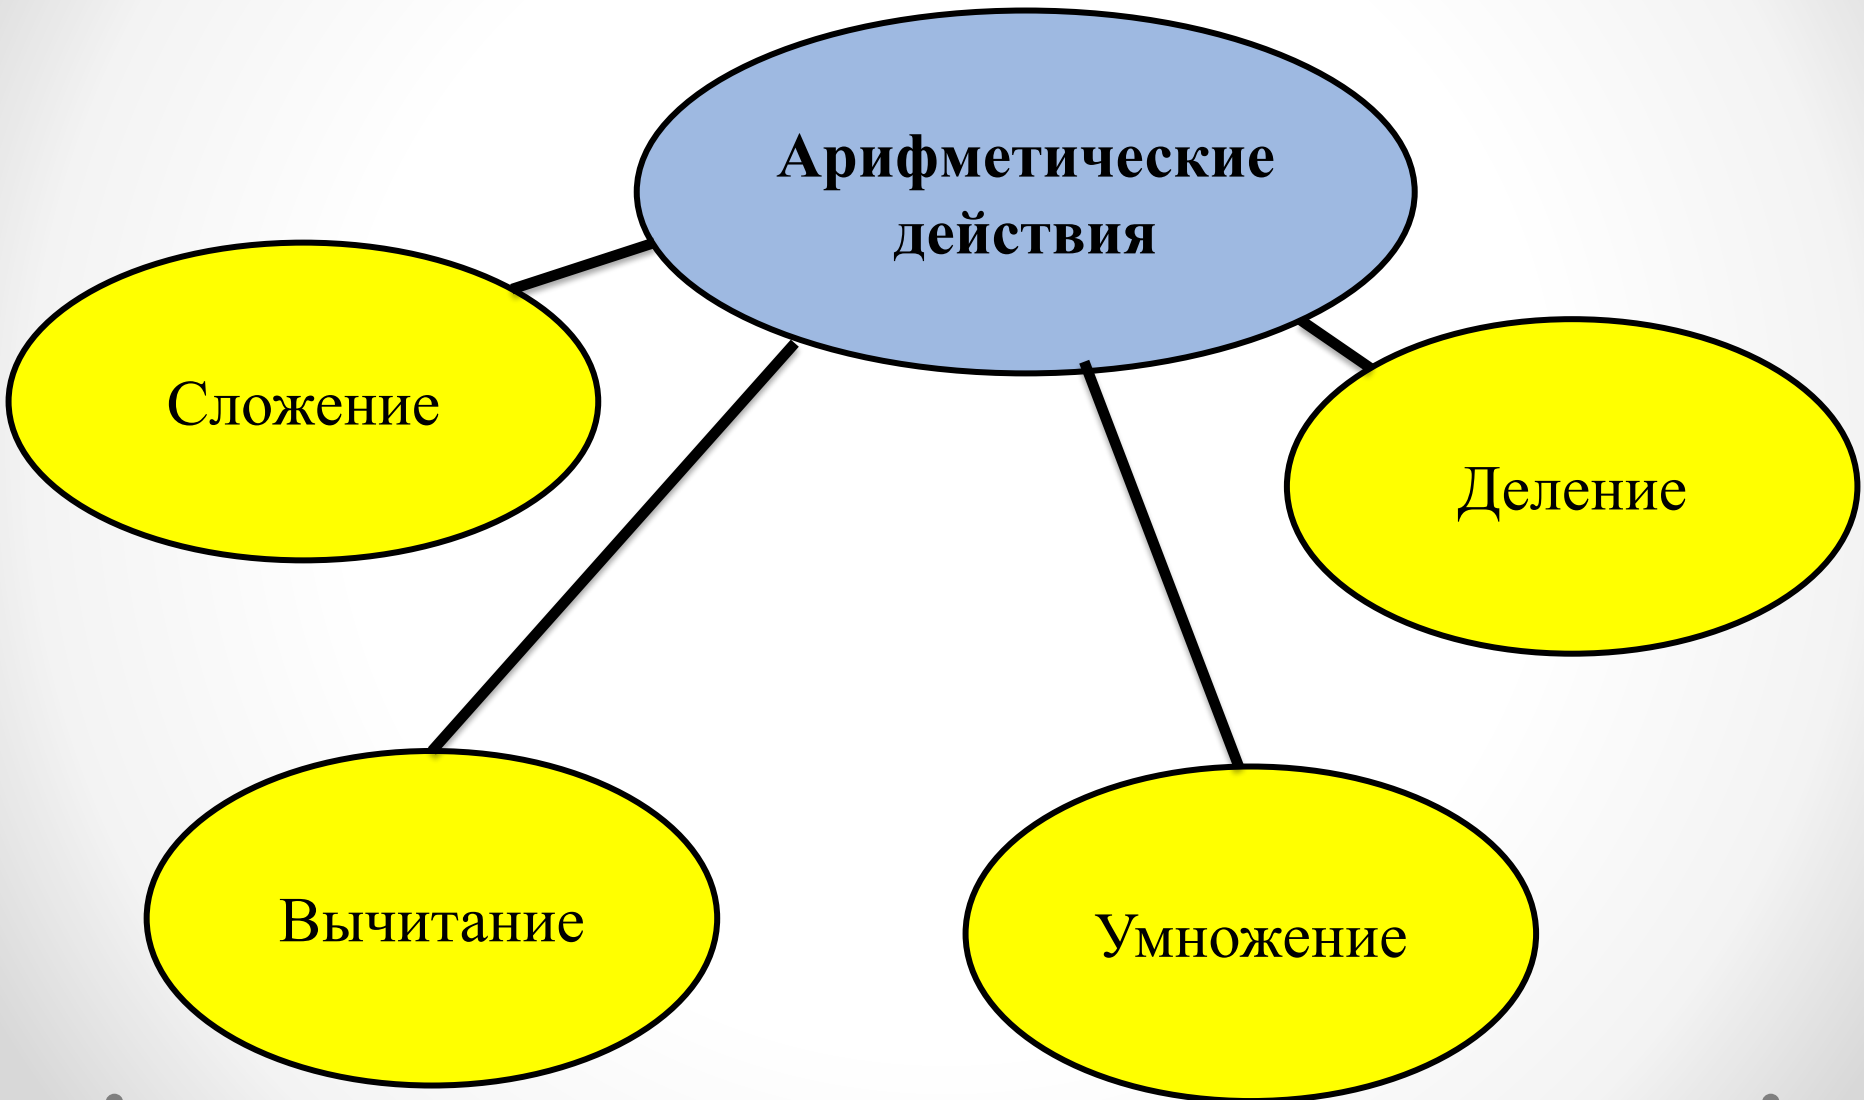 Арифметические
действия
Сложение
Деление
Вычитание
Умножение